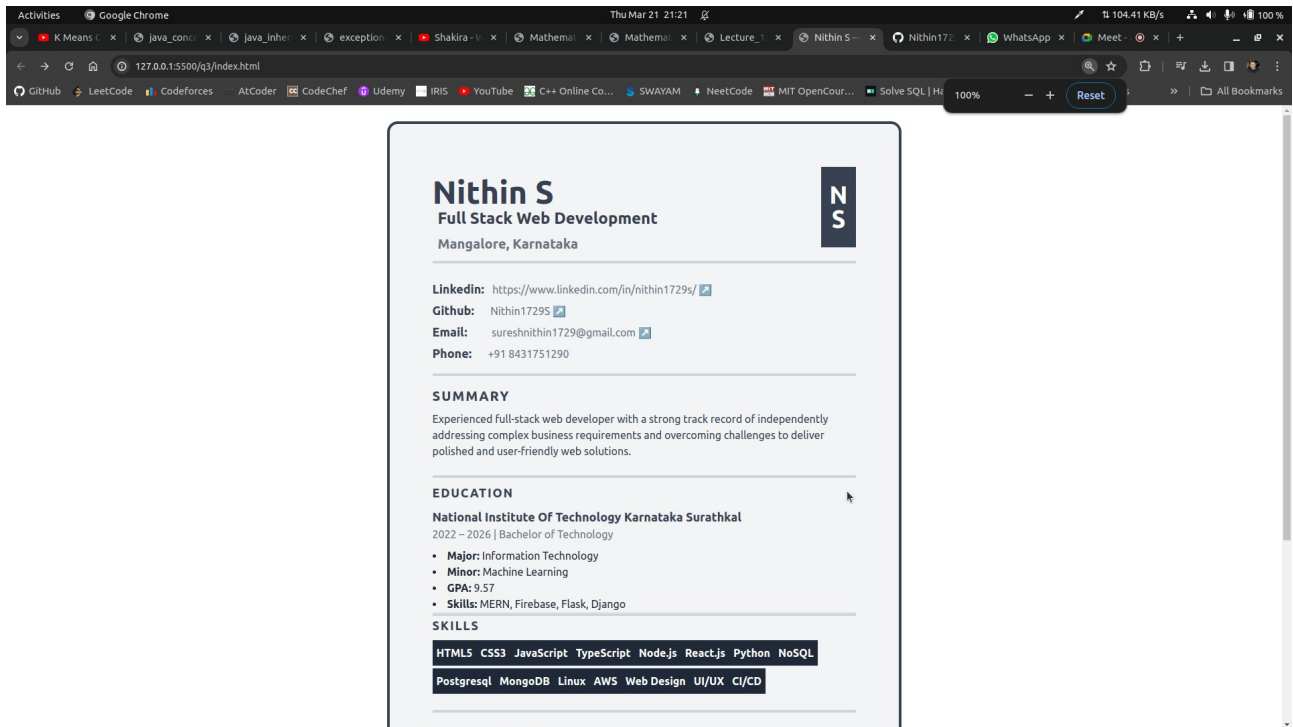 Activities Google Chrome Thu Mar 21 21:21 104.41 KB/s 100 %
K Means C java_conc java_inher exception Shakira - V Mathemat Mathemat Lecture_1 Nithin S — Nithin172 WhatsApp Meet -
127.0.0.1:5500/q3/index.html
GitHub LeetCode Codeforces AtCoder CodeChef Udemy IRIS YouTube C++ Online Co... SWAYAM NeetCode MIT OpenCour... Solve SQL | Ha » All Bookmarks
100% − + Reset
Nithin S
N
S
Full Stack Web Development
Mangalore, Karnataka
Linkedin: https://www.linkedin.com/in/nithin1729s/
Github: Nithin1729S
Email: sureshnithin1729@gmail.com
Phone: +91 8431751290
SUMMARY
Experienced full-stack web developer with a strong track record of independently
addressing complex business requirements and overcoming challenges to deliver
polished and user-friendly web solutions.
EDUCATION
National Institute Of Technology Karnataka Surathkal
2022 – 2026 | Bachelor of Technology
• Major: Information Technology
• Minor: Machine Learning
• GPA: 9.57
• Skills: MERN, Firebase, Flask, Django
SKILLS
HTML5 CSS3 JavaScript TypeScript Node.js React.js Python NoSQL
Postgresql MongoDB Linux AWS Web Design UI/UX CI/CD